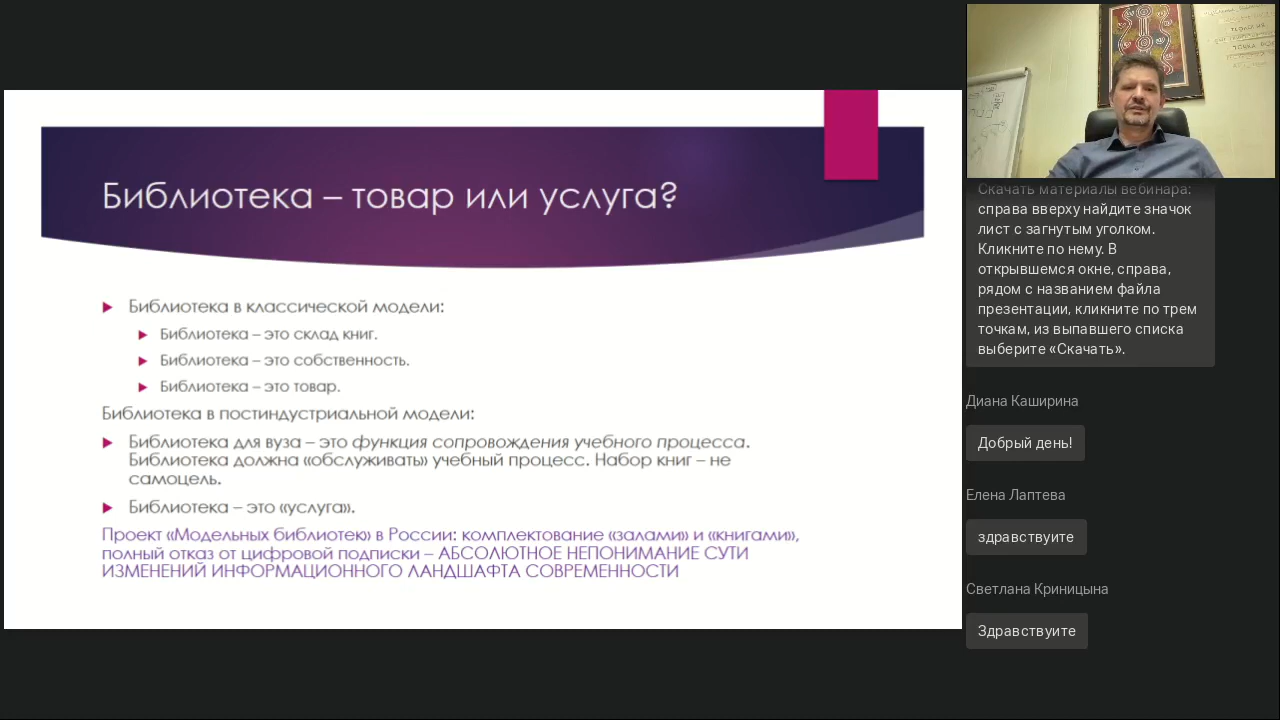 Библиотека – товар или услуга?
Библиотека в классической модели:
Библиотека – это склад книг.
Библиотека – это собственность.
Библиотека – это товар.
Библиотека в постиндустриальной модели:
Библиотека для вуза – это функция сопровождения учебного процесса.
Библиотека должна «обслуживать» учебный процесс. Набор книг – не
самоцель.
Библиотека – это «услуга».
Проект «Модельных библиотек» в России: комплектование «залами» и «книгами»,
полный отказ от цифровой подписки – АБСОЛЮТНОЕ НЕПОНИМАНИЕ СУТИ
ИЗМЕНЕНИЙ ИНФОРМАЦИОННОГО ЛАНДШАФТА СОВРЕМЕННОСТИ
Скачать материалы вебинара:
справа вверху найдите значок
лист с загнутым уголком.
Кликните по нему. В
открывшемся окне, справа,
рядом с названием файла
презентации, кликните по трем
точкам, из выпавшего списка
выберите «Скачать».
Диана Каширина
Добрый день!
Елена Лаптева
здравствуите
Светлана Криницына
Здравствуите